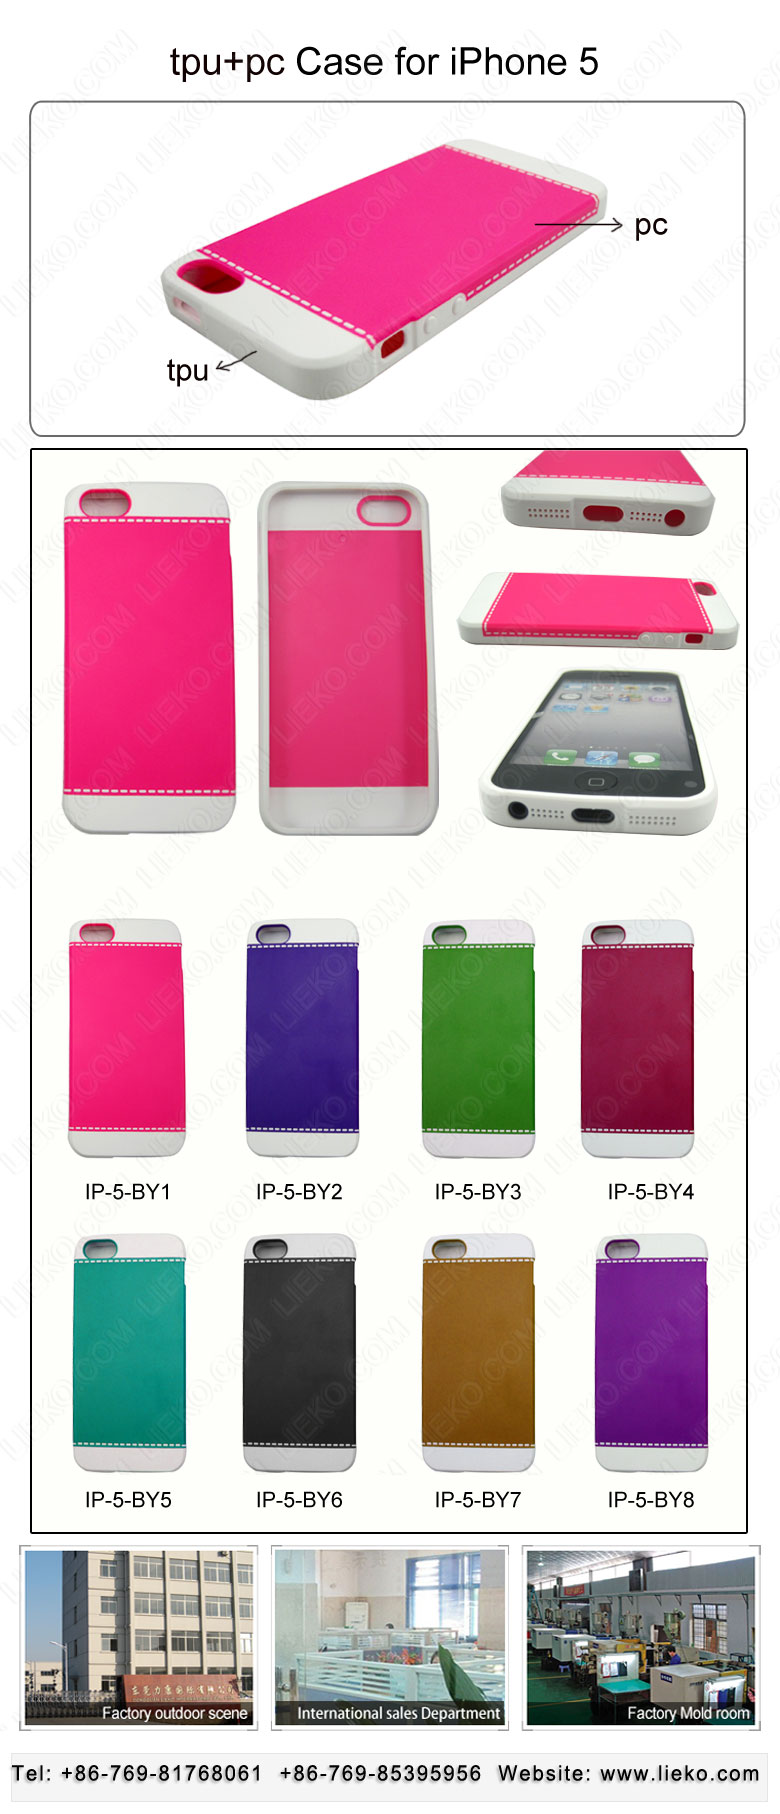 tpu+pc Case for iPhone 5
pc
tpu
IP-5-BY1 IP-5-BY2 IP-5-BY3 IP-5-BY4
IP-5-BY5 IP-5-BY6 IP-5-BY7 IP-5-BY8
Factory outdoor scene
International sales Department
Factory Mold room
Tel: +86-769-81768061 +86-769-85395956 Website: www.lieko.com
LIEKO.COM